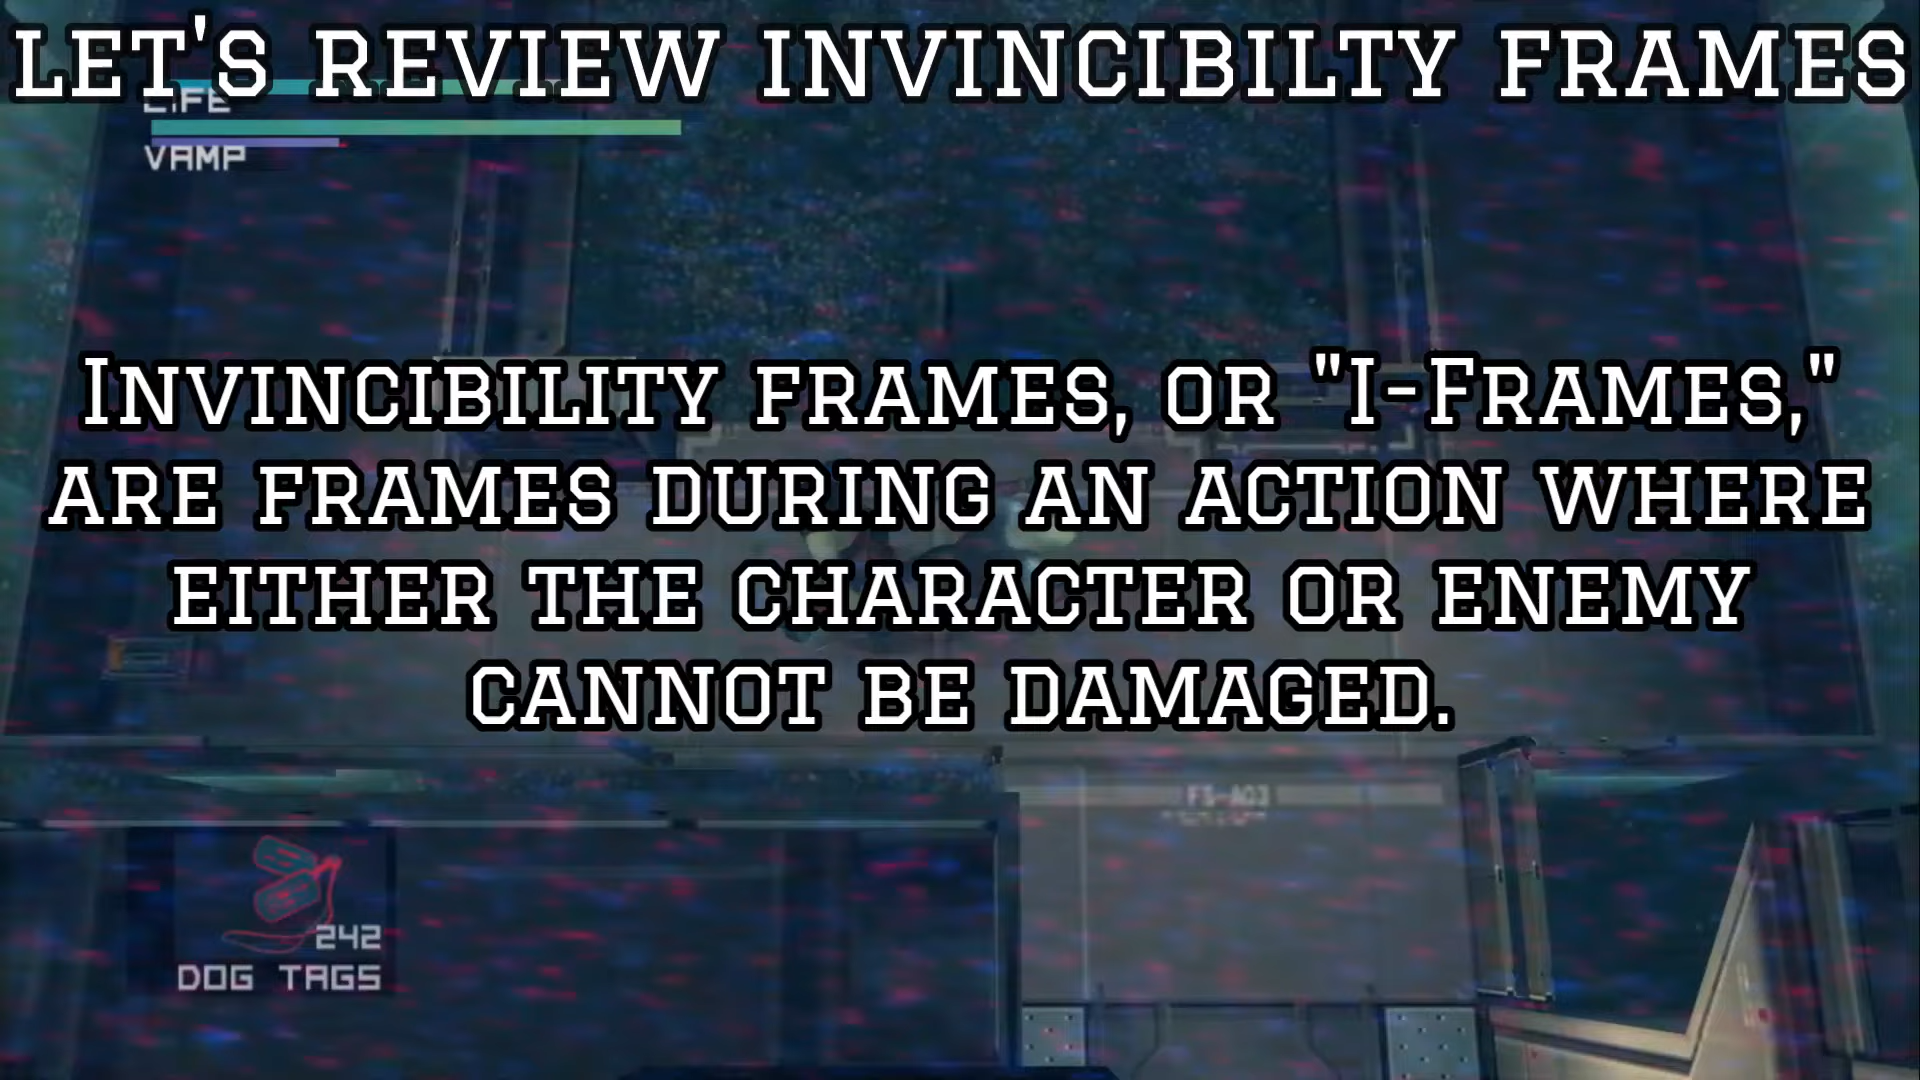 LET'S REVIEW INVINCIBILTY FRAMES
LIFE
VAMP
INVINCIBILITY FRAMES, OR "I-FRAMES,"
ARE FRAMES DURING AN ACTION WHERE
EITHER THE CHARACTER OR ENEMY
CANNOT BE DAMAGED.
242
DOG TAGS